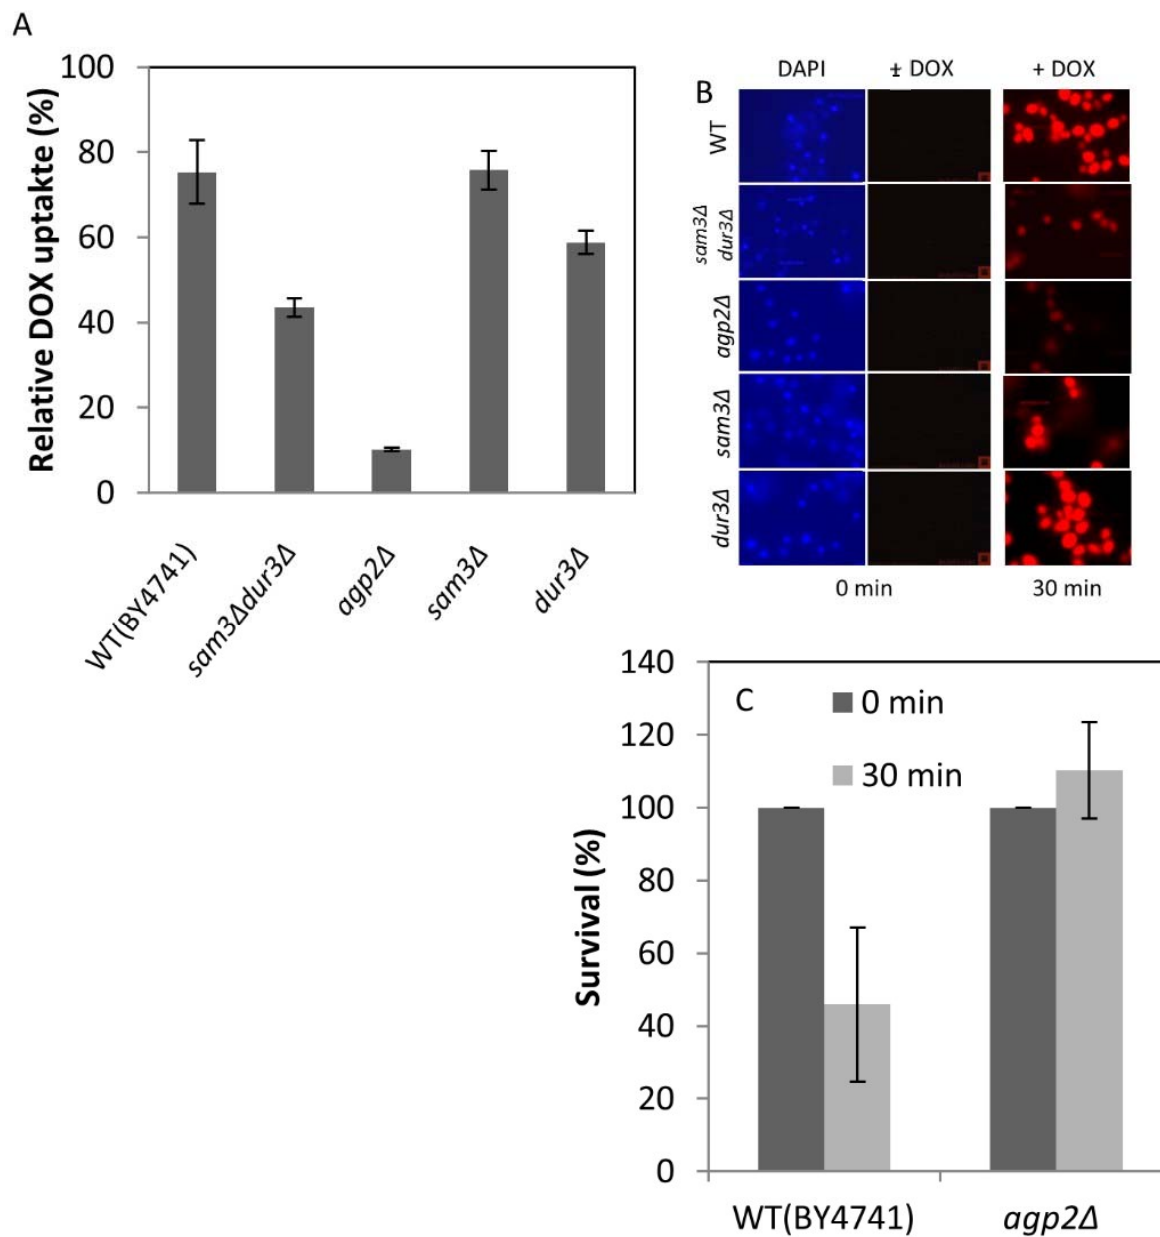 A
Relative DOX uptakte (%)
100
80
60
40
20
0
WT(BY4741)
sam3Δdur3Δ
agp2Δ
sam3Δ
dur3Δ
B
DAPI
± DOX
+ DOX
WT
sam3Δ
dur3Δ
agp2Δ
sam3Δ
dur3Δ
0 min
30 min
C
0 min
30 min
Survival (%)
140
120
100
80
60
40
20
0
WT(BY4741)
agp2Δ